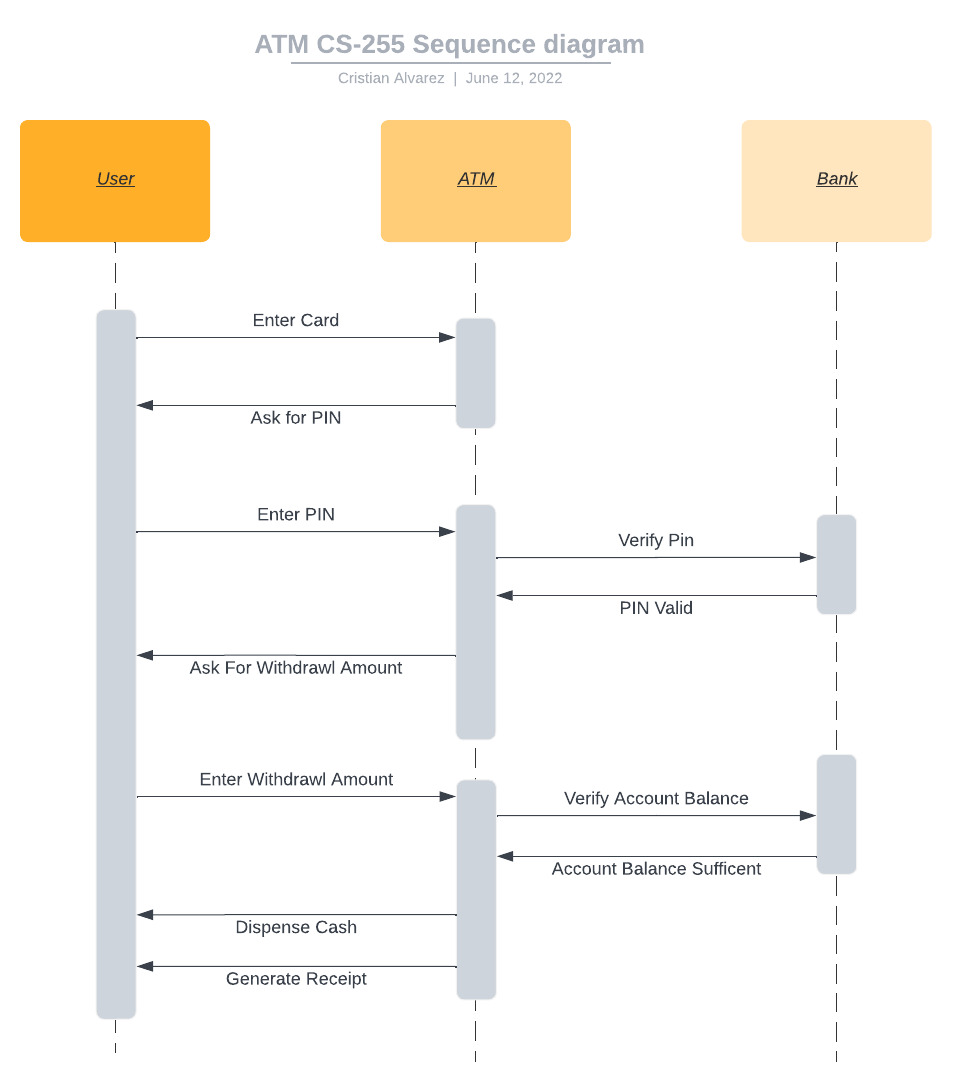 ATM CS-255 Sequence diagram
Cristian Alvarez | June 12, 2022
User
ATM
Bank
Enter Card
Ask for PIN
Enter PIN
Verify Pin
PIN Valid
Ask For Withdrawl Amount
Enter Withdrawl Amount
Verify Account Balance
Account Balance Sufficent
Dispense Cash
Generate Receipt